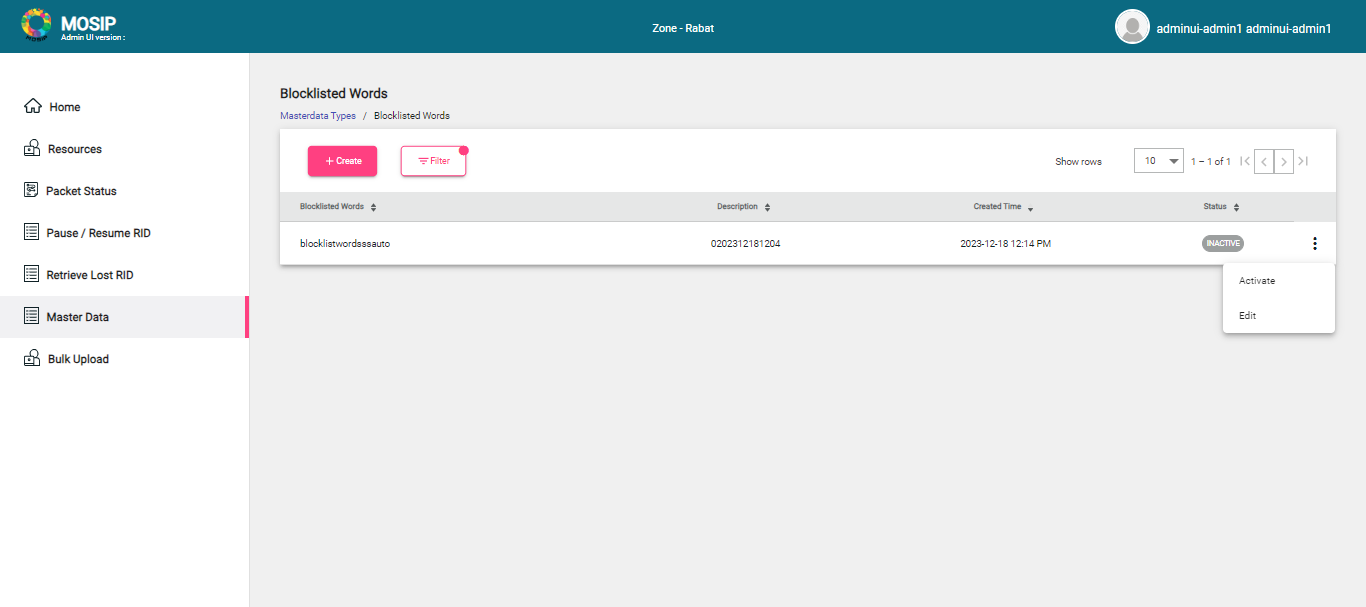 MOSIP
Admin UI version :
Zone - Rabat
adminui-admin1 adminui-admin1
Home
Resources
Packet Status
Pause / Resume RID
Retrieve Lost RID
Master Data
Bulk Upload
Blocklisted Words
Masterdata Types / Blocklisted Words
+ Create
Filter
Show rows
10
1 – 1 of 1
Blocklisted Words
Description
Created Time
Status
blocklistwordsssauto
0202312181204
2023-12-18 12:14 PM
INACTIVE
Activate
Edit